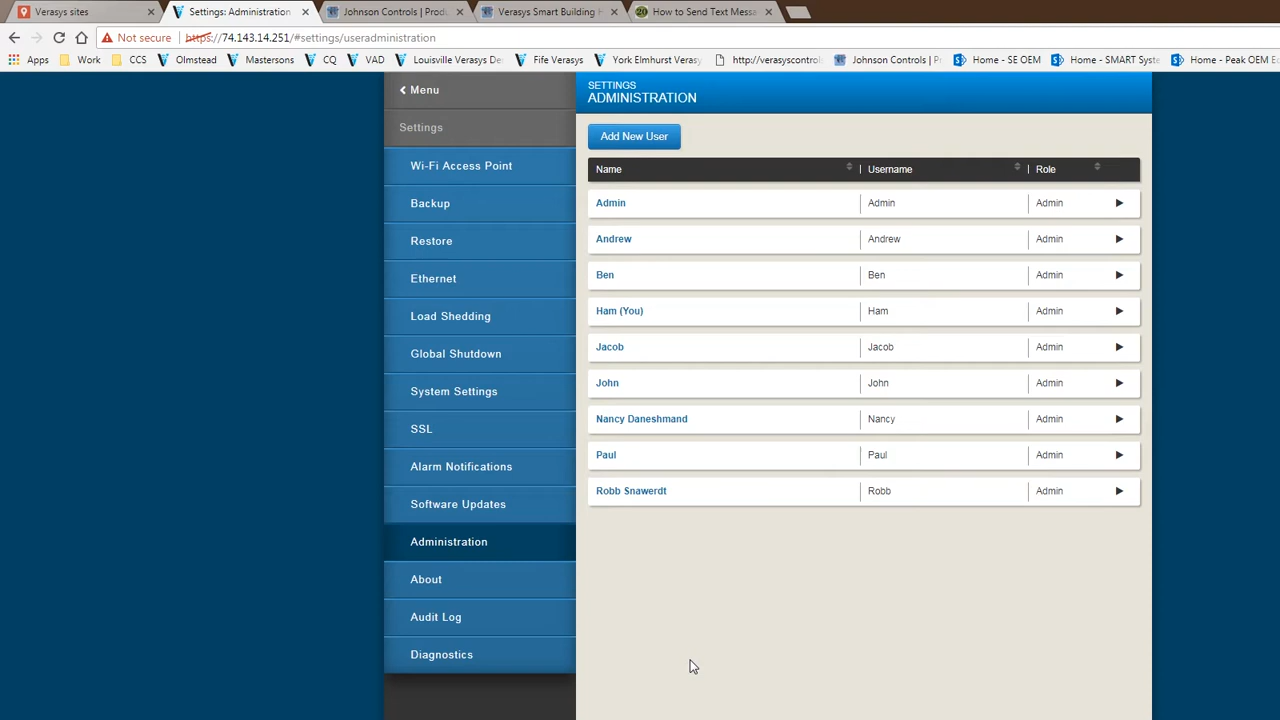 Verasys sites
Settings: Administration
Johnson Controls | Produ
Verasys Smart Building H
How to Send Text Messa
Not secure | https://74.143.14.251/#settings/useradministration
Apps Work CCS Olmstead Mastersons CQ VAD Louisville Verasys De Fife Verasys York Elmhurst Verasy http://verasyscontrol Johnson Controls | Pr Home - SE OEM Home - SMART Syste Home - Peak OEM E
Menu
Settings
Wi-Fi Access Point
Backup
Restore
Ethernet
Load Shedding
Global Shutdown
System Settings
SSL
Alarm Notifications
Software Updates
Administration
About
Audit Log
Diagnostics
SETTINGS
ADMINISTRATION
Add New User
Name Username Role
Admin Admin Admin
Andrew Andrew Admin
Ben Ben Admin
Ham (You) Ham Admin
Jacob Jacob Admin
John John Admin
Nancy Daneshmand Nancy Admin
Paul Paul Admin
Robb Snawerdt Robb Admin